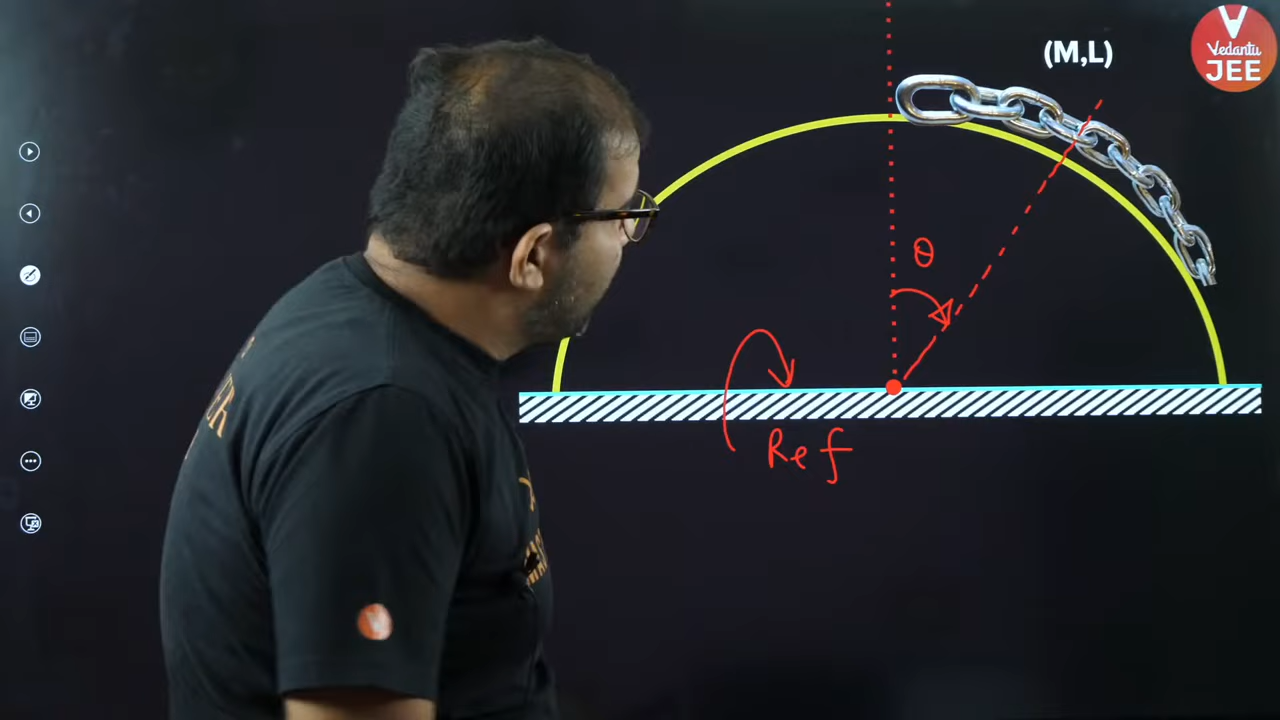 (M,L)
Vedantu
JEE
θ
Ref